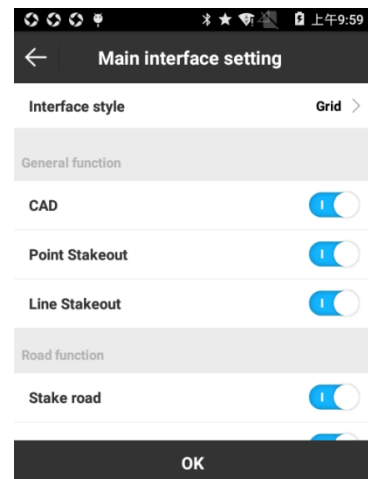 上午9:59
Main interface setting
Interface style Grid
General function
CAD
Point Stakeout
Line Stakeout
Road function
Stake road
OK